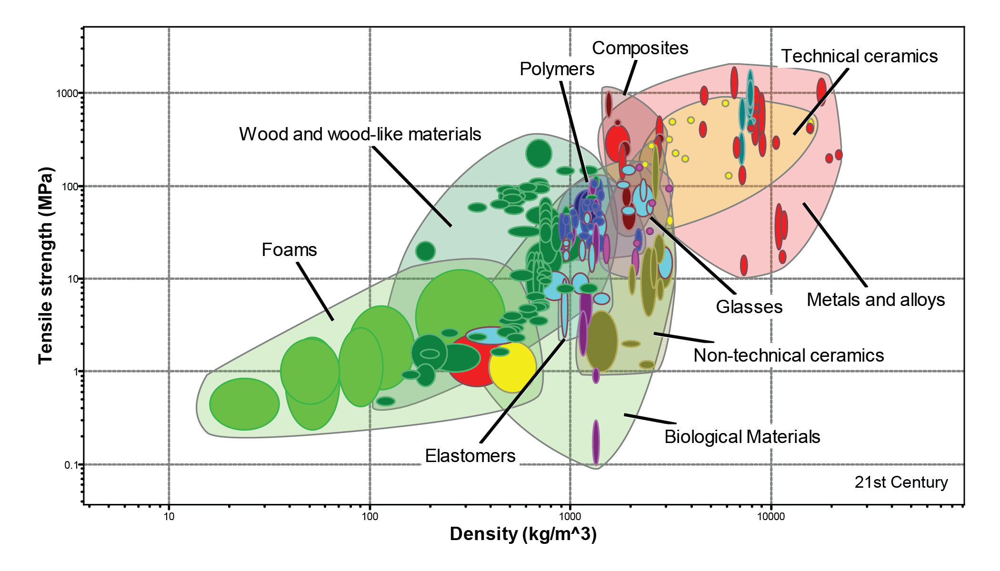 Composites
Technical ceramics
Polymers
1000
Wood and wood-like materials
100
Foams
10
Glasses
Metals and alloys
Non-technical ceramics
1
Biological Materials
Elastomers
0.1
21st Century
Tensile strength (MPa)
10
100
1000
10000
Density (kg/m^3)